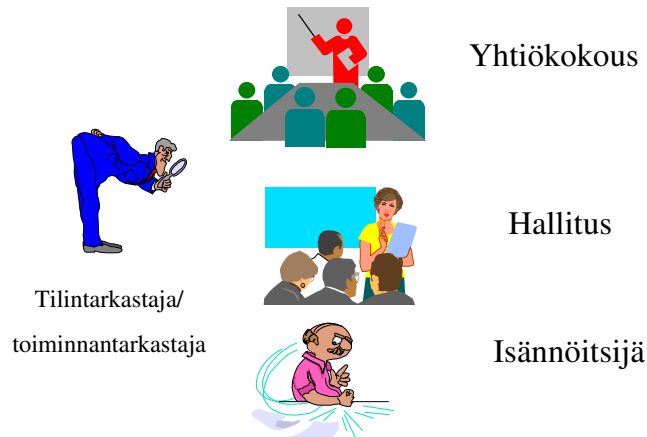 Yhtiökokous
Hallitus
Tilintarkastaja/
toiminnantarkastaja
Isännöitsijä